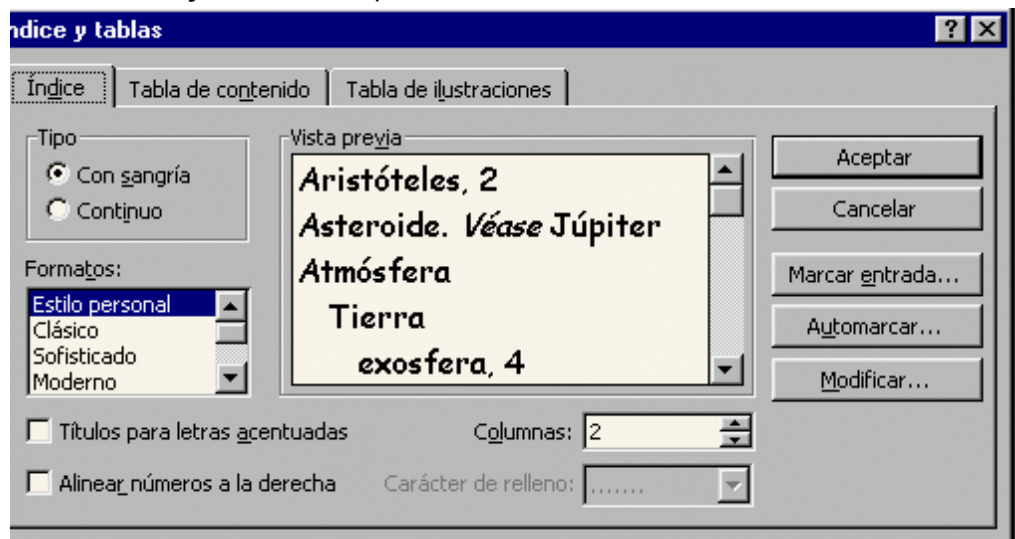 ndice y tablas
Índice
Tabla de contenido
Tabla de ilustraciones
Tipo
Con sangría
Continuo
Vista previa
Aristóteles, 2
Asteroide. Véase Júpiter
Atmósfera
Tierra
exosfera, 4
Aceptar
Cancelar
Marcar entrada...
Automarcar...
Modificar...
Formatos:
Estilo personal
Clásico
Sofisticado
Moderno
Títulos para letras acentuadas
Columnas: 2
Alinear números a la derecha
Carácter de relleno: .......